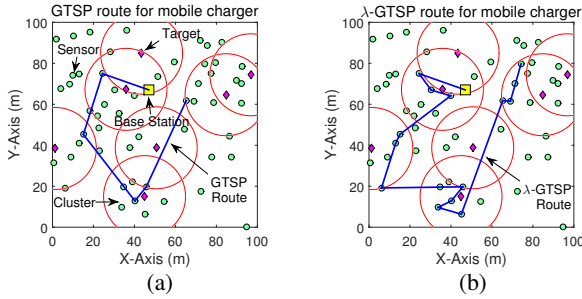 GTSP route for mobile charger
100
80
60
40
20
0
0 20 40 60 80 100
Y-Axis (m)
X-Axis (m)
Sensor
Target
Base Station
GTSP
Route
Cluster
(a)
λ-GTSP route for mobile charger
100
80
60
40
20
0
0 20 40 60 80 100
Y-Axis (m)
X-Axis (m)
Base Station
λ-GTSP
Route
(b)